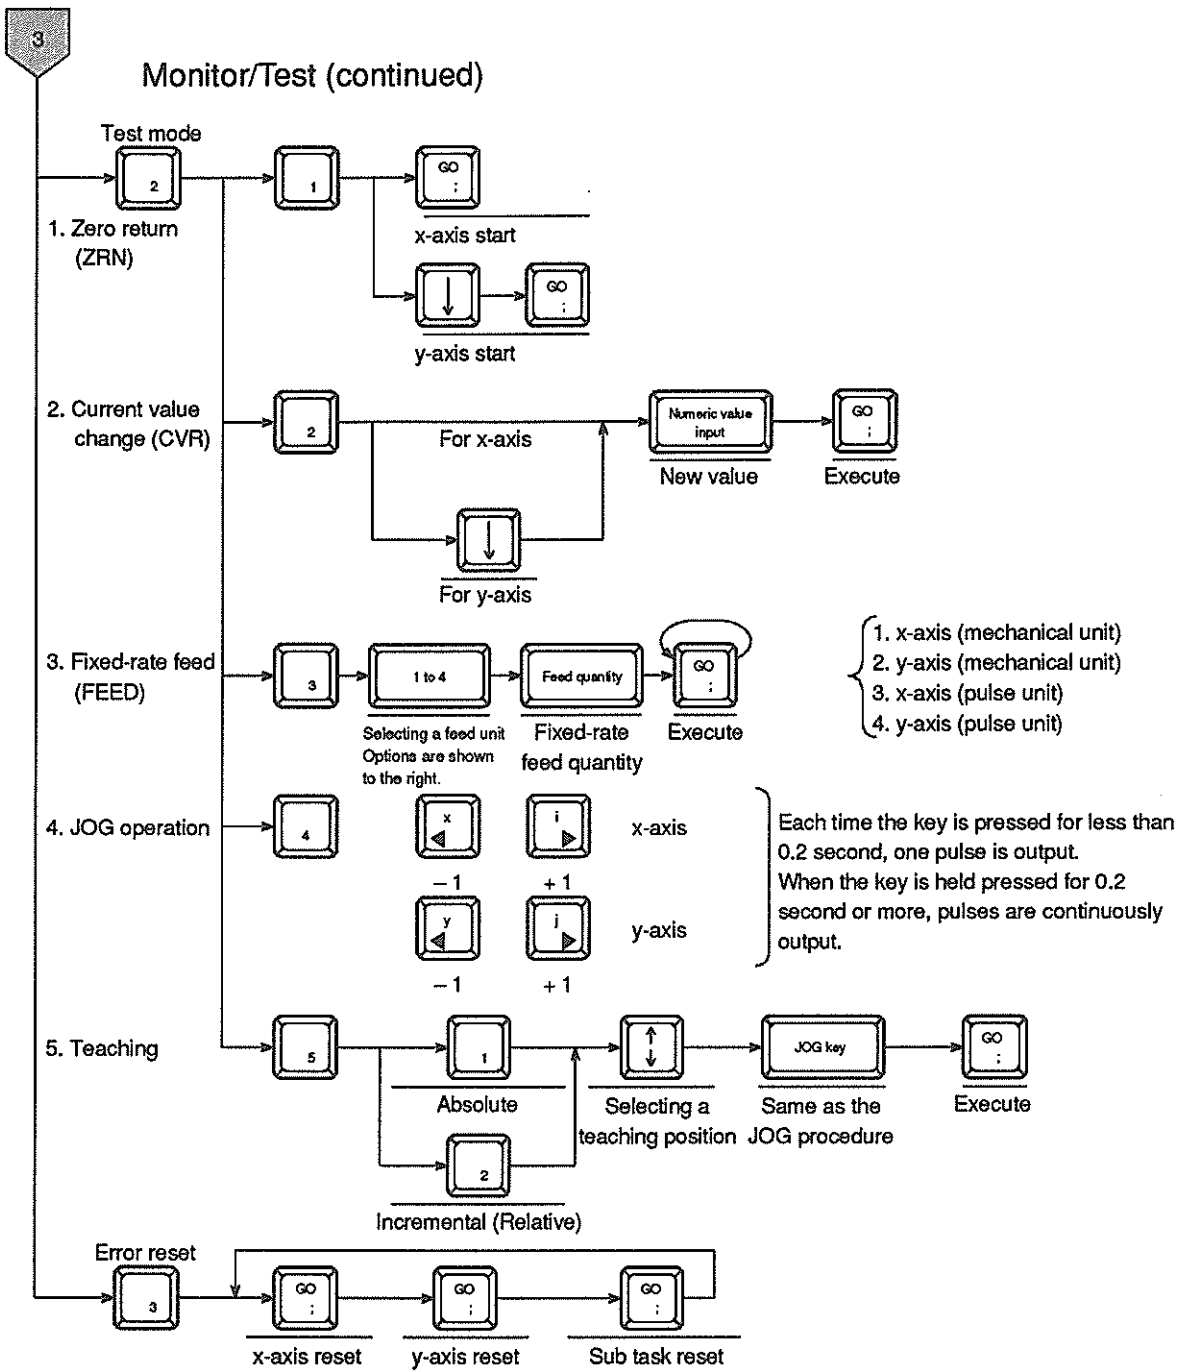 3
Monitor/Test (continued)
Test mode
2
1
GO
;
1. Zero return
(ZRN)
x-axis start
GO
;
y-axis start
2. Current value
change (CVR)
2
For x-axis
Numeric value
input
GO
;
New value
Execute
For y-axis
3. Fixed-rate feed
(FEED)
3
1 to 4
Feed quantity
GO
;
Selecting a feed unit
Options are shown
to the right.
Fixed-rate
feed quantity
Execute
1. x-axis (mechanical unit)
2. y-axis (mechanical unit)
3. x-axis (pulse unit)
4. y-axis (pulse unit)
4. JOG operation
4
x
i
x-axis
– 1
+ 1
y
j
y-axis
– 1
+ 1
Each time the key is pressed for less than
0.2 second, one pulse is output.
When the key is held pressed for 0.2
second or more, pulses are continuously
output.
5. Teaching
5
1
JOG key
GO
;
Absolute
Selecting a
teaching position
Same as the
JOG procedure
Execute
2
Incremental (Relative)
Error reset
3
GO
;
GO
;
GO
;
x-axis reset
y-axis reset
Sub task reset